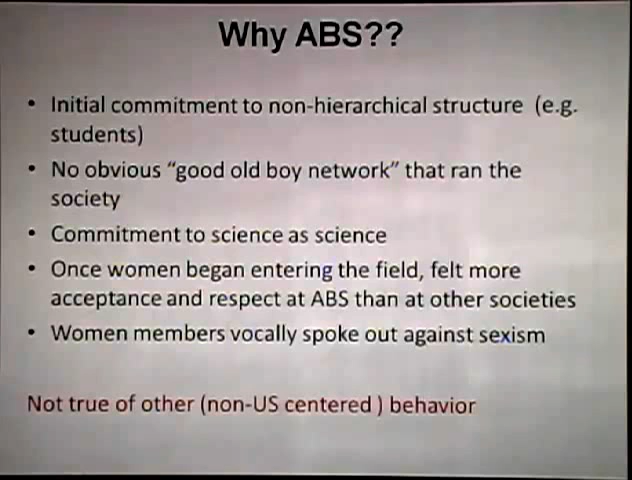 Why ABS??
• Initial commitment to non-hierarchical structure (e.g.
students)
• No obvious “good old boy network” that ran the
society
• Commitment to science as science
• Once women began entering the field, felt more
acceptance and respect at ABS than at other societies
• Women members vocally spoke out against sexism
Not true of other (non-US centered ) behavior